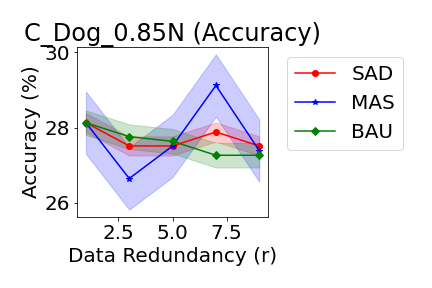 C_Dog_0.85N (Accuracy)
30
28
26
Accuracy (%)
2.5 5.0 7.5
Data Redundancy (r)
SAD
MAS
BAU